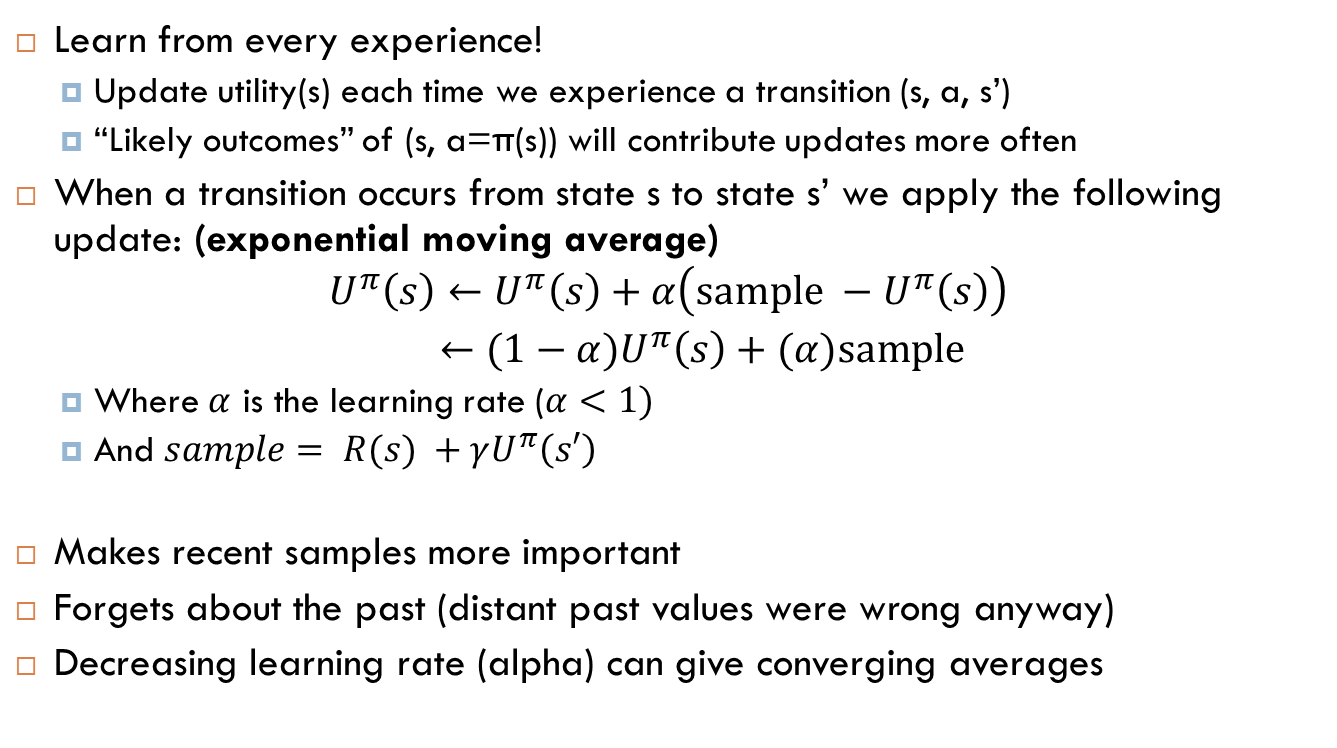 Learn from every experience!
Update utility(s) each time we experience a transition (s, a, s’)
“Likely outcomes” of (s, a=π(s)) will contribute updates more often
When a transition occurs from state s to state s’ we apply the following
update: (exponential moving average)
𝑈^𝜋(𝑠) ← 𝑈^𝜋(𝑠) + 𝛼(sample − 𝑈^𝜋(𝑠))
← (1 − 𝛼)𝑈^𝜋(𝑠) + (𝛼)sample
Where 𝛼 is the learning rate (𝛼 < 1)
And 𝑠𝑎𝑚𝑝𝑙𝑒 = 𝑅(𝑠) + 𝛾𝑈^𝜋(𝑠′)
Makes recent samples more important
Forgets about the past (distant past values were wrong anyway)
Decreasing learning rate (alpha) can give converging averages